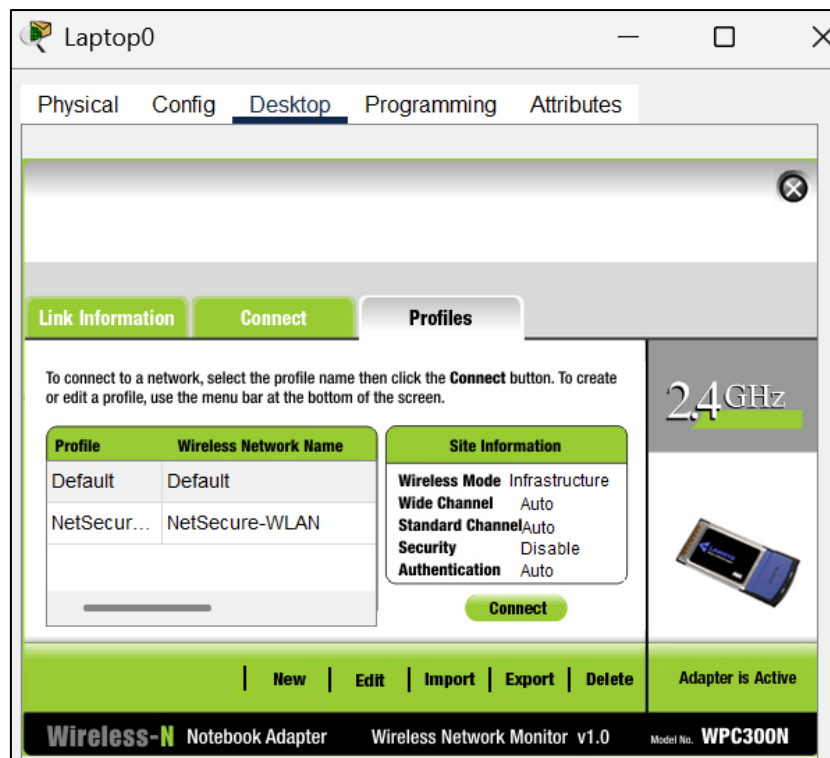 Laptop0
Physical Config Desktop Programming Attributes
Link Information Connect Profiles
To connect to a network, select the profile name then click the Connect button. To create
or edit a profile, use the menu bar at the bottom of the screen.
2.4GHz
Profile Wireless Network Name
Default Default
NetSecur... NetSecure-WLAN
Site Information
Wireless Mode Infrastructure
Wide Channel Auto
Standard Channel Auto
Security Disable
Authentication Auto
Connect
New Edit Import Export Delete
Adapter is Active
Wireless-N Notebook Adapter Wireless Network Monitor v1.0 Model No. WPC300N